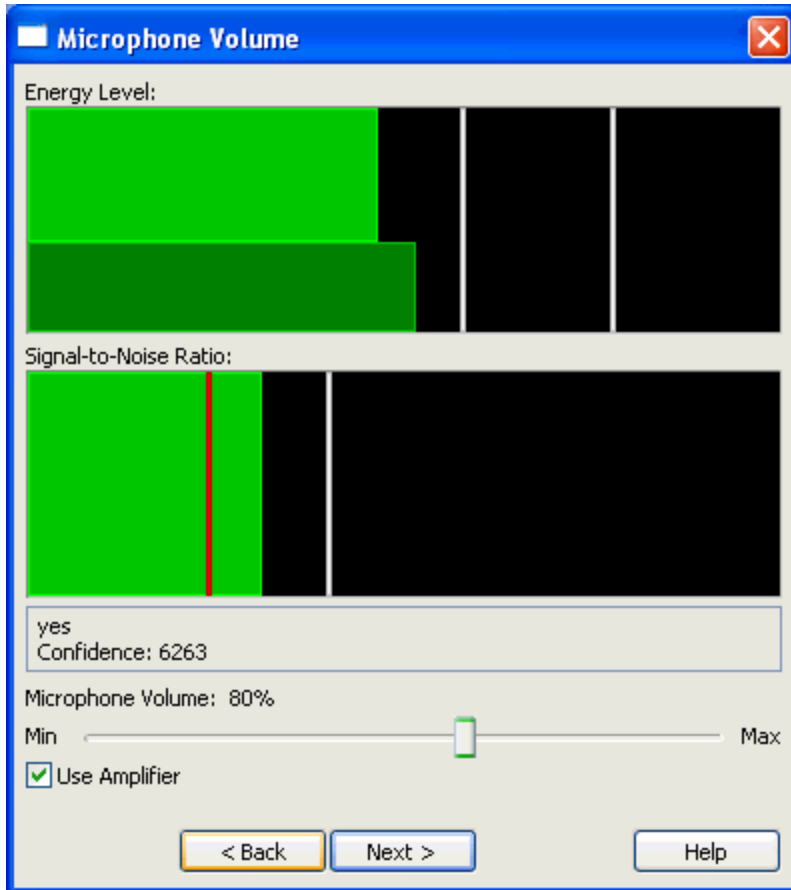 Microphone Volume
Energy Level:
Signal-to-Noise Ratio:
yes
Confidence: 6263
Microphone Volume: 80%
Min Max
Use Amplifier
< Back Next > Help